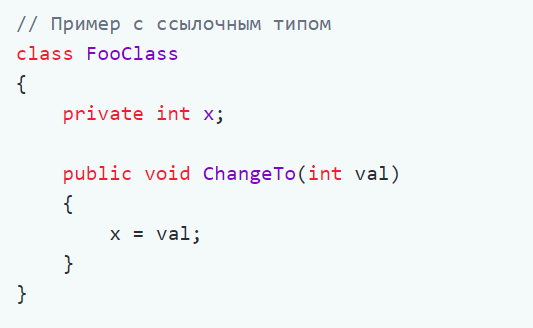 // Пример с ссылочным типом
class FooClass
{
    private int x;

    public void ChangeTo(int val)
    {
        x = val;
    }
}